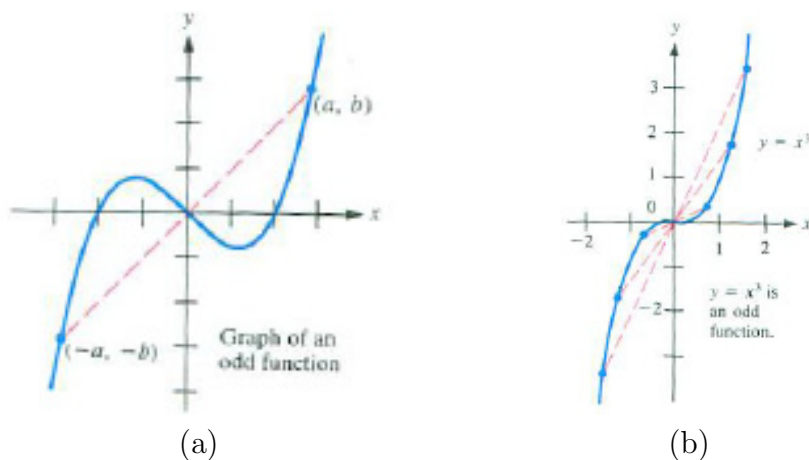 y
(a, b)
x
(−a, −b)
Graph of an
odd function
(a)
y
3
2
1
0
−2
1
2
x
−2
y = x³
y = x³ is
an odd
function.
(b)